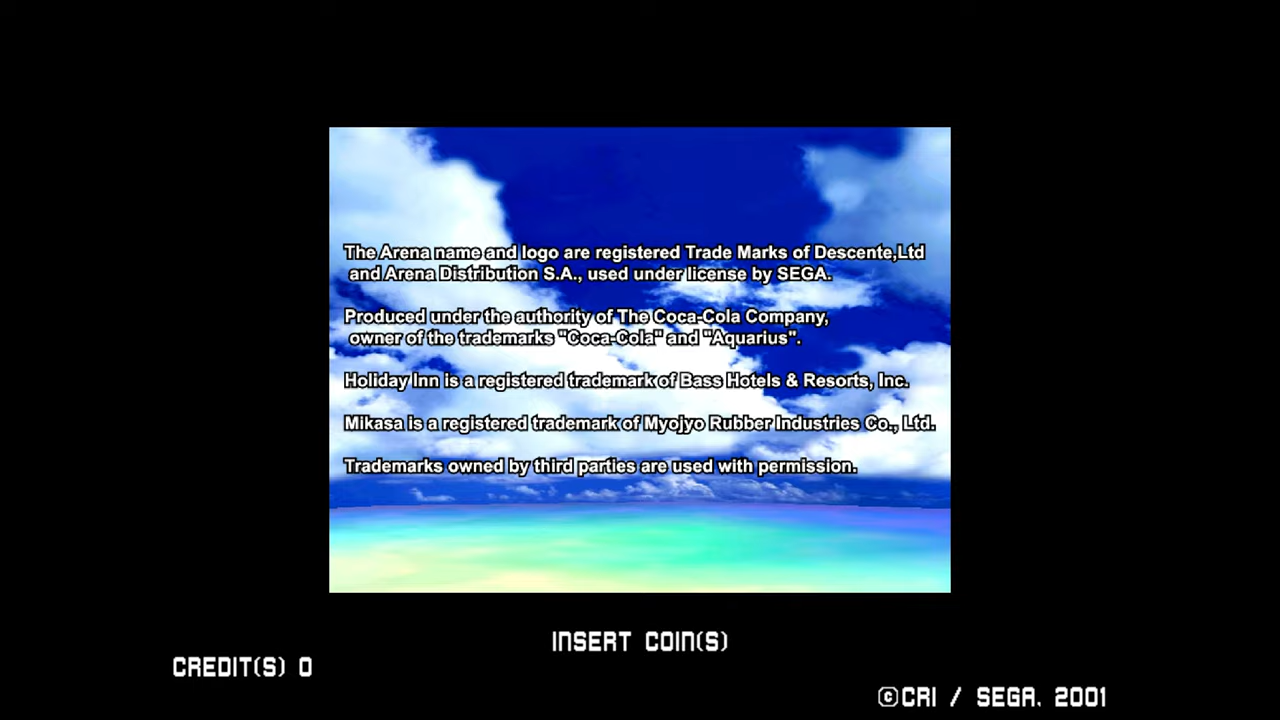 The Arena name and logo are registered Trade Marks of Descente,Ltd
and Arena Distribution S.A., used under license by SEGA.
Produced under the authority of The Coca-Cola Company,
owner of the trademarks "Coca-Cola" and "Aquarius".
Holiday Inn is a registered trademark of Bass Hotels & Resorts, Inc.
Mikasa is a registered trademark of Myojyo Rubber Industries Co., Ltd.
Trademarks owned by third parties are used with permission.
INSERT COIN(S)
CREDIT(S) 0
©CRI / SEGA. 2001